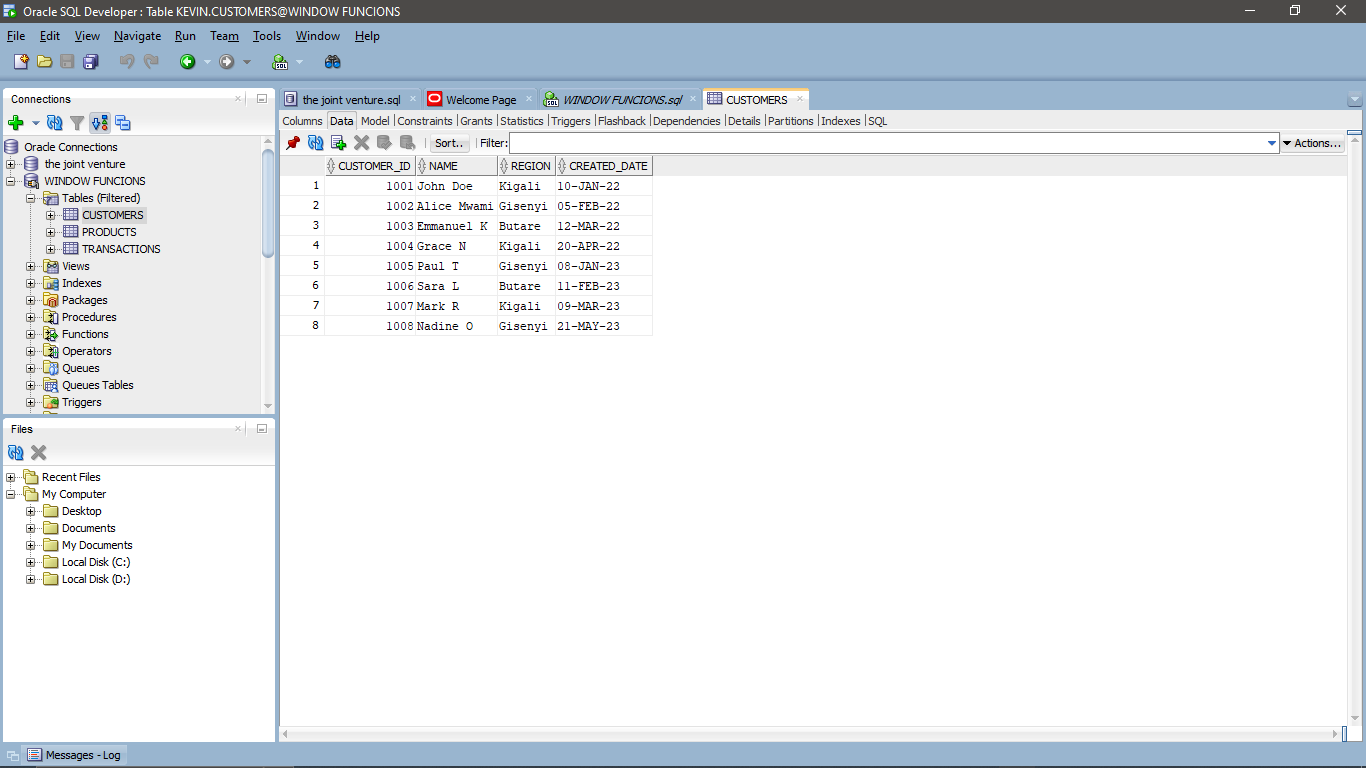 Oracle SQL Developer : Table KEVIN.CUSTOMERS@WINDOW FUNCIONS
File Edit View Navigate Run Team Tools Window Help
Connections
Oracle Connections
the joint venture
WINDOW FUNCIONS
Tables (Filtered)
CUSTOMERS
PRODUCTS
TRANSACTIONS
Views
Indexes
Packages
Procedures
Functions
Operators
Queues
Queues Tables
Triggers
Files
Recent Files
My Computer
Desktop
Documents
My Documents
Local Disk (C:)
Local Disk (D:)
the joint venture.sql Welcome Page WINDOW FUNCIONS.sql CUSTOMERS
Columns Data Model Constraints Grants Statistics Triggers Flashback Dependencies Details Partitions Indexes SQL
Sort.. Filter: Actions...
CUSTOMER_ID NAME REGION CREATED_DATE
1 1001 John Doe Kigali 10-JAN-22
2 1002 Alice Mwami Gisenyi 05-FEB-22
3 1003 Emmanuel K Butare 12-MAR-22
4 1004 Grace N Kigali 20-APR-22
5 1005 Paul T Gisenyi 08-JAN-23
6 1006 Sara L Butare 11-FEB-23
7 1007 Mark R Kigali 09-MAR-23
8 1008 Nadine O Gisenyi 21-MAY-23
Messages - Log